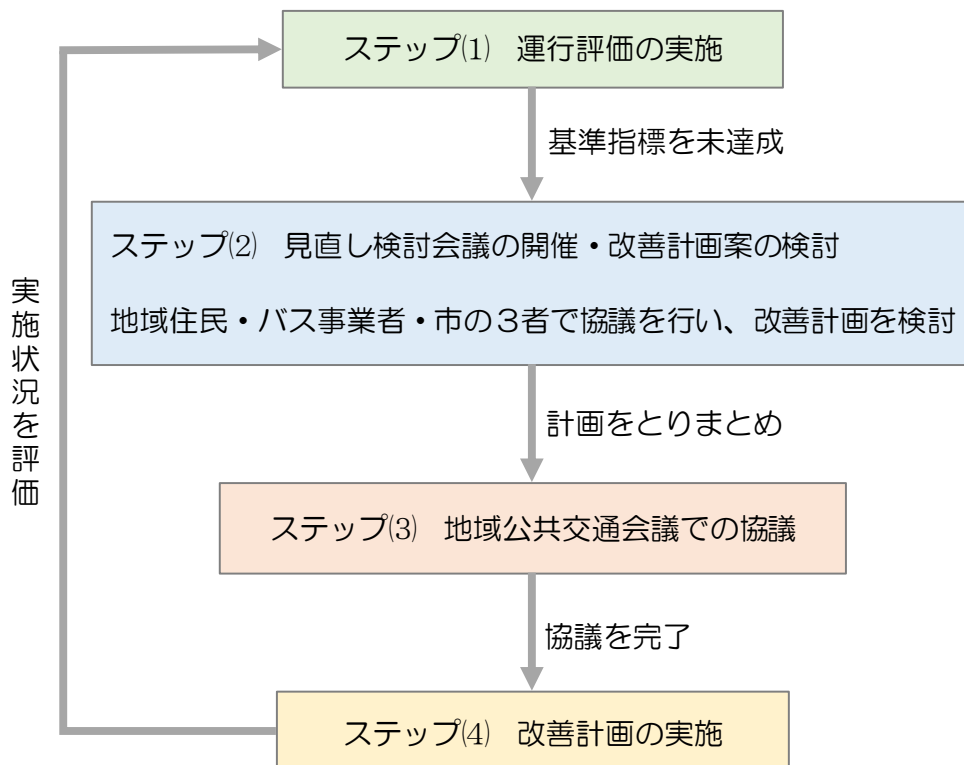 ステップ⑴　運行評価の実施
基準指標を未達成
ステップ⑵　見直し検討会議の開催・改善計画案の検討
地域住民・バス事業者・市の３者で協議を行い、改善計画を検討
計画をとりまとめ
ステップ⑶　地域公共交通会議での協議
協議を完了
ステップ⑷　改善計画の実施
実施状況を評価